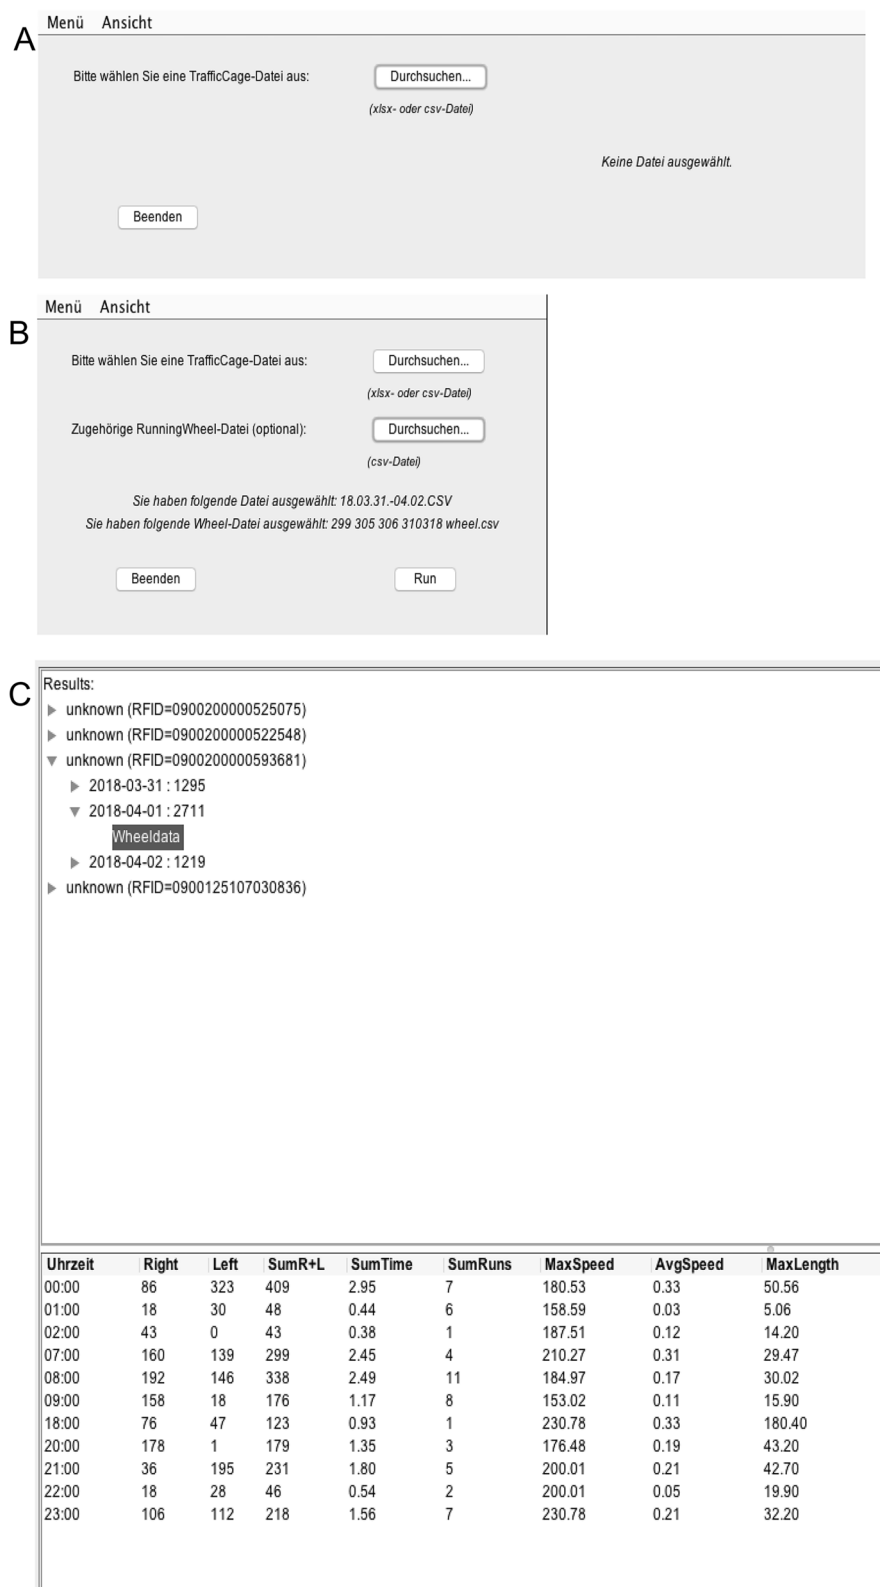 A
Menü Ansicht
Bitte wählen Sie eine TrafficCage-Datei aus: Durchsuchen...
(xlsx- oder csv-Datei)
Keine Datei ausgewählt.
Beenden
B
Menü Ansicht
Bitte wählen Sie eine TrafficCage-Datei aus: Durchsuchen...
(xlsx- oder csv-Datei)
Zugehörige RunningWheel-Datei (optional): Durchsuchen...
(csv-Datei)
Sie haben folgende Datei ausgewählt: 18.03.31.-04.02.CSV
Sie haben folgende Wheel-Datei ausgewählt: 299 305 306 310318 wheel.csv
Beenden Run
C
Results:
unknown (RFID=0900200000525075)
unknown (RFID=0900200000522548)
unknown (RFID=0900200000593681)
2018-03-31 : 1295
2018-04-01 : 2711
Wheeldata
2018-04-02 : 1219
unknown (RFID=0900125107030836)
Uhrzeit Right Left SumR+L SumTime SumRuns MaxSpeed AvgSpeed MaxLength
00:00 86 323 409 2.95 7 180.53 0.33 50.56
01:00 18 30 48 0.44 6 158.59 0.03 5.06
02:00 43 0 43 0.38 1 187.51 0.12 14.20
07:00 160 139 299 2.45 4 210.27 0.31 29.47
08:00 192 146 338 2.49 11 184.97 0.17 30.02
09:00 158 18 176 1.17 8 153.02 0.11 15.90
18:00 76 47 123 0.93 1 230.78 0.33 180.40
20:00 178 1 179 1.35 3 176.48 0.19 43.20
21:00 36 195 231 1.80 5 200.01 0.21 42.70
22:00 18 28 46 0.54 2 200.01 0.05 19.90
23:00 106 112 218 1.56 7 230.78 0.21 32.20